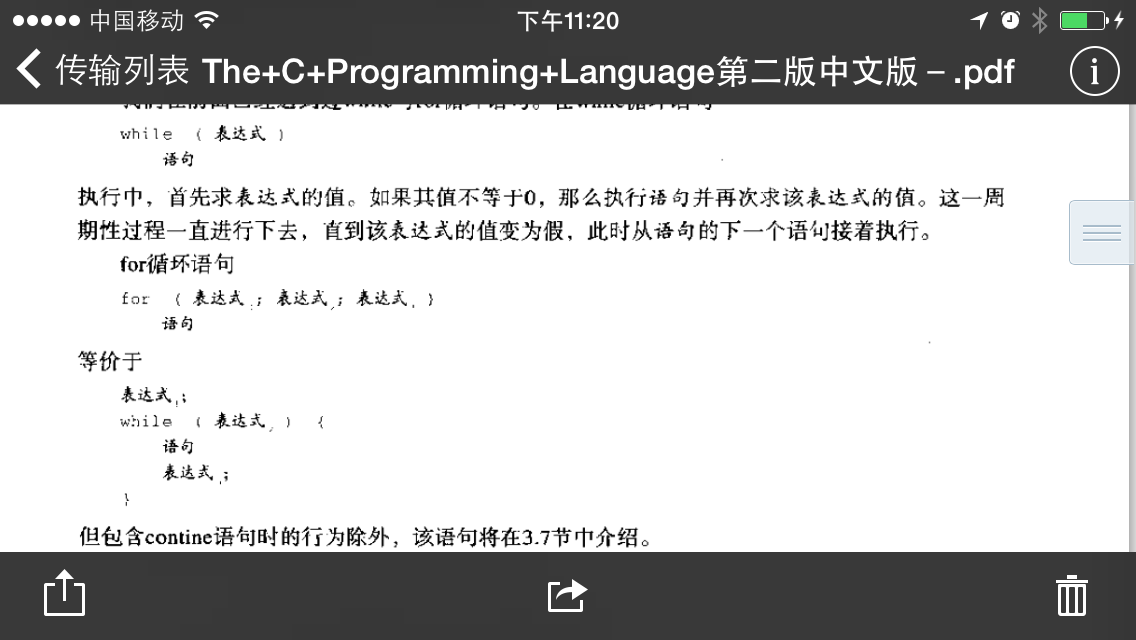 中国移动 下午11:20
传输列表 The+C+Programming+Language第二版中文版 – .pdf
while ( 表达式 )
语句
执行中，首先求表达式的值。如果其值不等于0，那么执行语句并再次求该表达式的值。这一周
期性过程一直进行下去，直到该表达式的值变为假，此时从语句的下一个语句接着执行。
for循环语句
for ( 表达式 ; 表达式 ; 表达式 )
语句
等价于
表达式 ;
while ( 表达式 ) {
语句
表达式 ;
}
但包含contine语句时的行为除外，该语句将在3.7节中介绍。